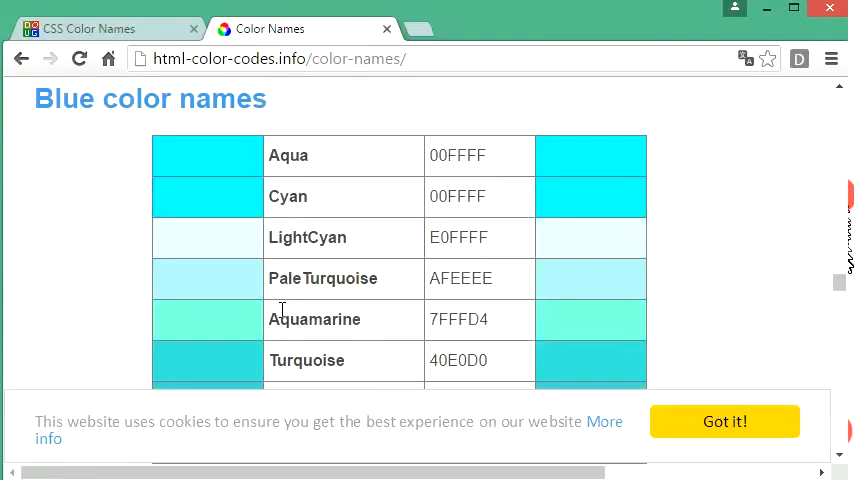 CSS Color Names
Color Names
html-color-codes.info/color-names/
Blue color names
Aqua 00FFFF
Cyan 00FFFF
LightCyan E0FFFF
PaleTurquoise AFEEEE
Aquamarine 7FFFD4
Turquoise 40E0D0
This website uses cookies to ensure you get the best experience on our website More
info
Got it!